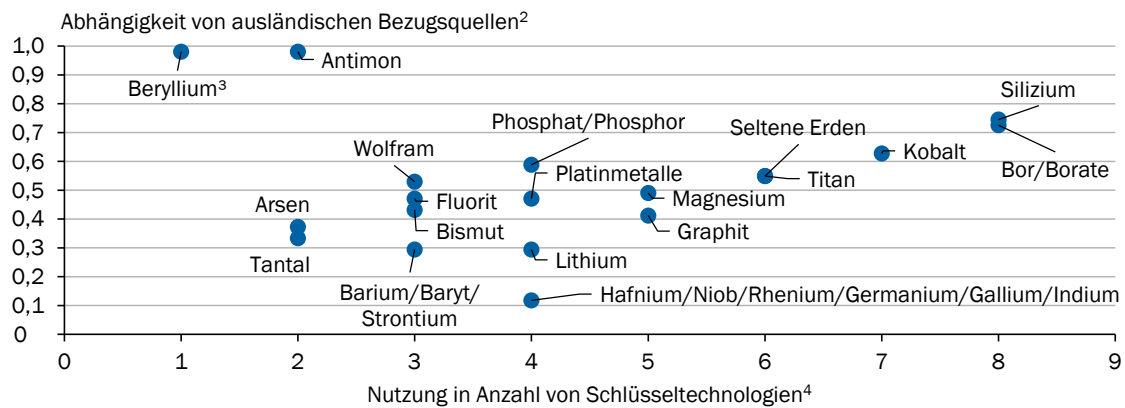 Abhängigkeit von ausländischen Bezugsquellen²
1,0
0,9
0,8
0,7
0,6
0,5
0,4
0,3
0,2
0,1
0
Beryllium³
Antimon
Silizium
Phosphat/Phosphor
Seltene Erden
Wolfram
Kobalt
Bor/Borate
Platinmetalle
Titan
Arsen
Fluorit
Magnesium
Bismut
Graphit
Tantal
Lithium
Barium/Baryt/
Strontium
Hafnium/Niob/Rhenium/Germanium/Gallium/Indium
0 1 2 3 4 5 6 7 8 9
Nutzung in Anzahl von Schlüsseltechnologien⁴